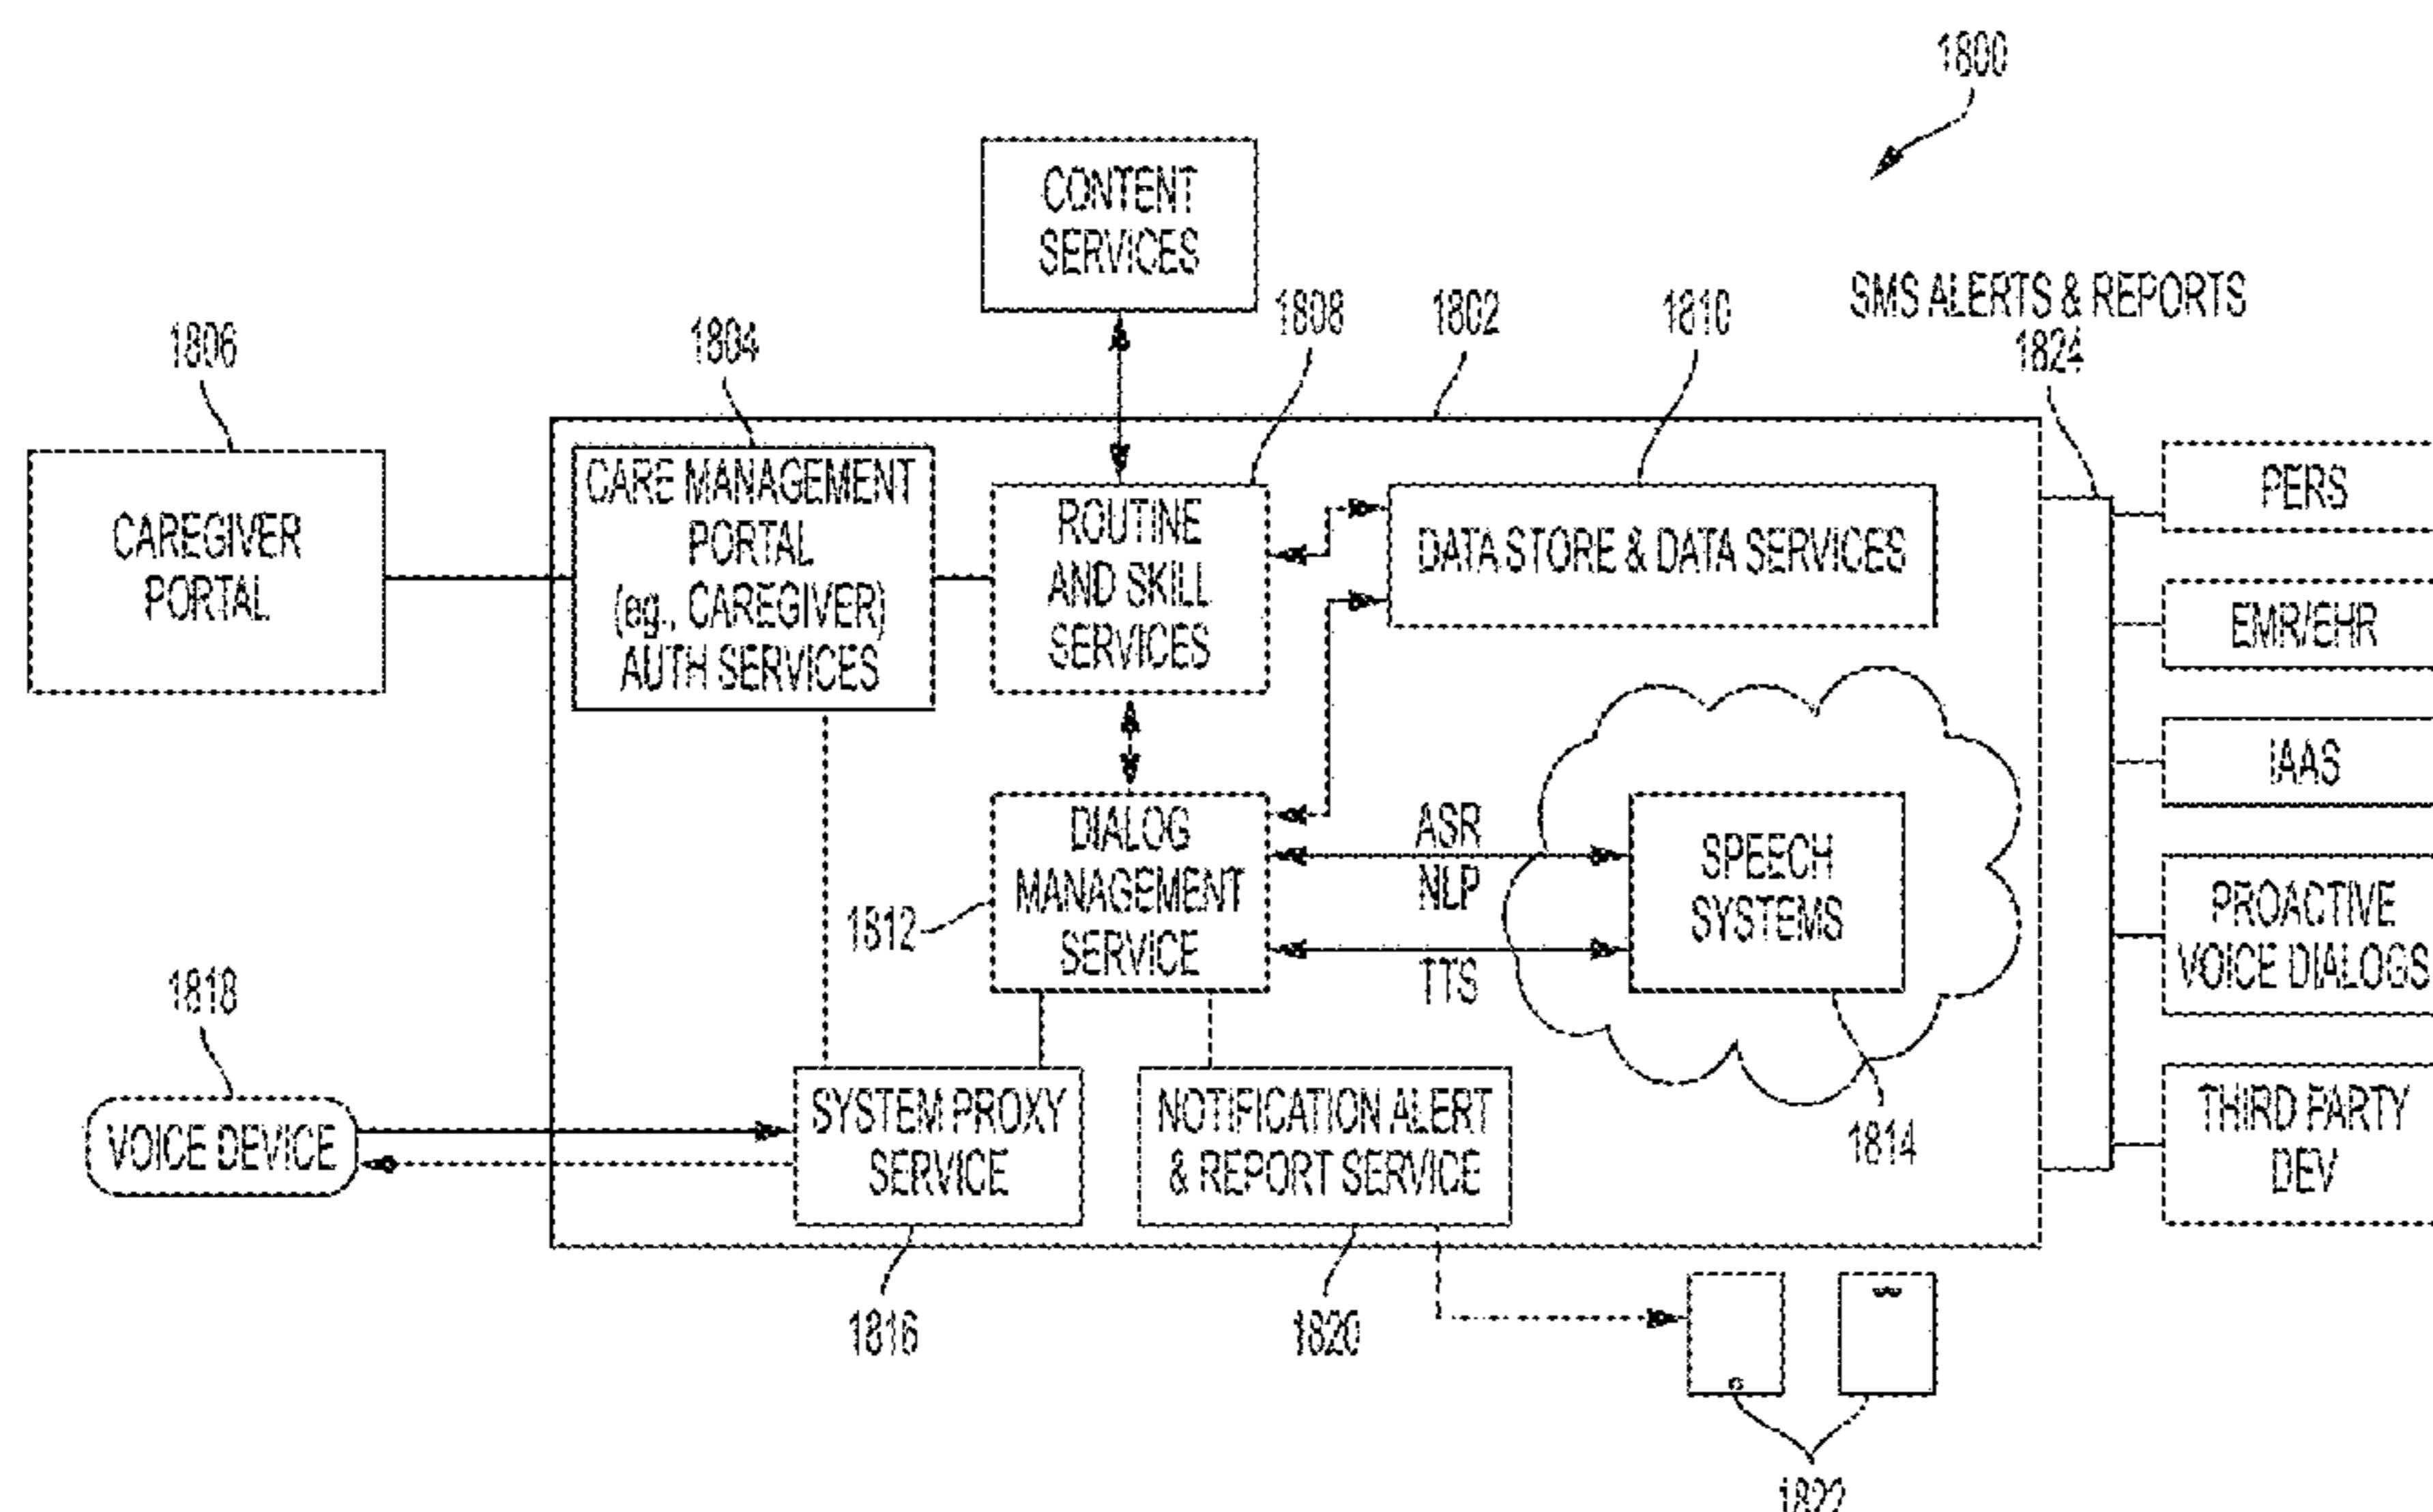 1800
CONTENT
SERVICES
SMS ALERTS & REPORTS
1824
1806
1804
1808
1802
1810
CAREGIVER
PORTAL
CARE MANAGEMENT
PORTAL
(eg., CAREGIVER)
AUTH SERVICES
ROUTINE
AND SKILL
SERVICES
DATA STORE & DATA SERVICES
PERS
EMR/EHR
IAAS
PROACTIVE
VOICE DIALOGS
THIRD PARTY
DEV
DIALOG
MANAGEMENT
SERVICE
1812
ASR
NLP
TTS
SPEECH
SYSTEMS
1814
1818
VOICE DEVICE
SYSTEM PROXY
SERVICE
NOTIFICATION ALERT
& REPORT SERVICE
1816
1820
1822